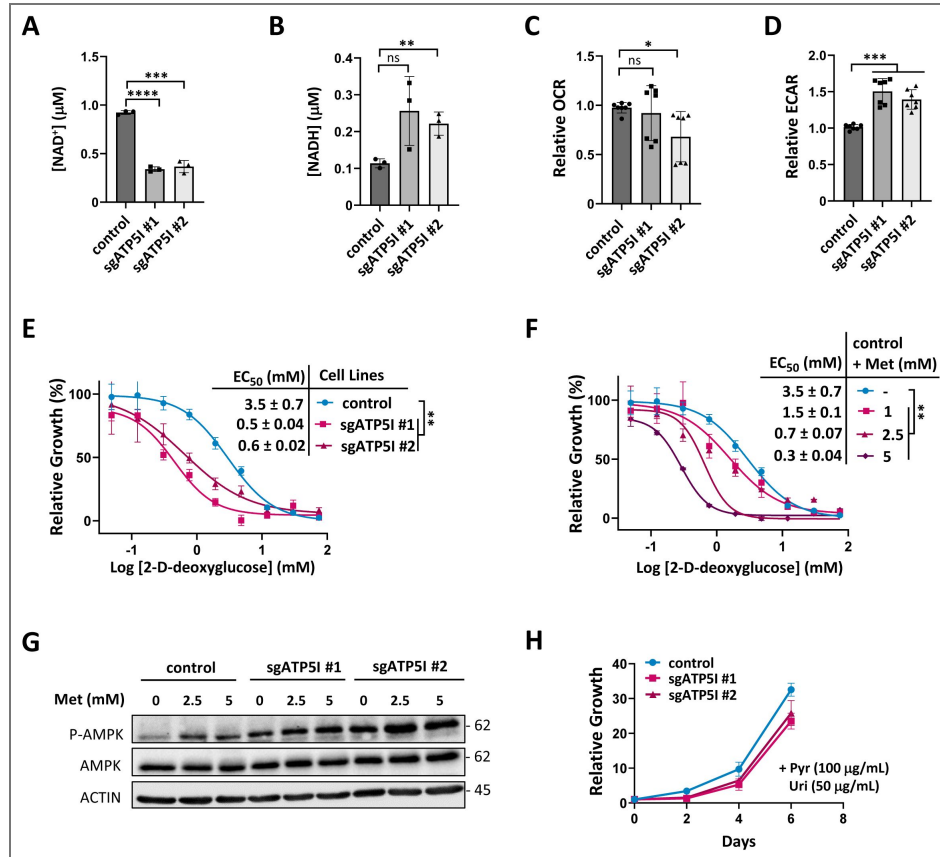 A
[NAD⁺] (μM)
1.5
1.0
0.5
0
***
****
control
sgATP5I #1
sgATP5I #2
B
[NADH] (μM)
0.4
0.3
0.2
0.1
0
**
ns
control
sgATP5I #1
sgATP5I #2
C
Relative OCR
1.5
1.0
0.5
0
*
ns
control
sgATP5I #1
sgATP5I #2
D
Relative ECAR
2.0
1.5
1.0
0.5
0
***
control
sgATP5I #1
sgATP5I #2
E
Relative Growth (%)
100
50
0
-1 0 1 2
Log [2-D-deoxyglucose] (mM)
EC₅₀ (mM) Cell Lines
3.5 ± 0.7 control
0.5 ± 0.04 sgATP5I #1
0.6 ± 0.02 sgATP5I #2
**
F
Relative Growth (%)
100
50
0
-1 0 1 2
Log [2-D-deoxyglucose] (mM)
control
EC₅₀ (mM) + Met (mM)
3.5 ± 0.7 -
1.5 ± 0.1 1
0.7 ± 0.07 2.5
0.3 ± 0.04 5
**
G
control sgATP5I #1 sgATP5I #2
Met (mM) 0 2.5 5 0 2.5 5 0 2.5 5
P-AMPK - 62
AMPK - 62
ACTIN - 45
H
Relative Growth
40
30
20
10
0
0 2 4 6 8
Days
control
sgATP5I #1
sgATP5I #2
+ Pyr (100 μg/mL)
Uri (50 μg/mL)